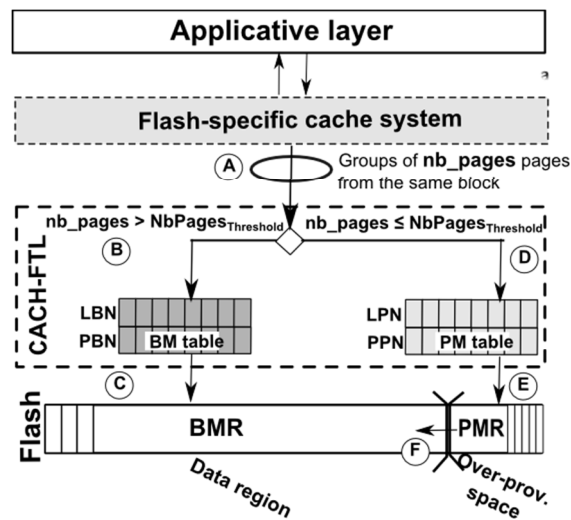 Applicative layer
a
Flash-specific cache system
A
Groups of nb_pages pages
from the same block
nb_pages > NbPagesThreshold
nb_pages ≤ NbPagesThreshold
B
D
CACH-FTL
LBN
PBN
BM table
LPN
PPN
PM table
C
E
Flash
BMR
PMR
F
Data region
Over-prov.
space